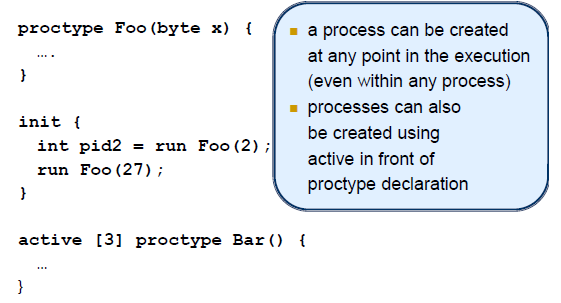 proctype Foo(byte x) {
….
}
init {
int pid2 = run Foo(2);
run Foo(27);
}
active [3] proctype Bar() {
…
}
a process can be created
at any point in the execution
(even within any process)
processes can also
be created using
active in front of
proctype declaration